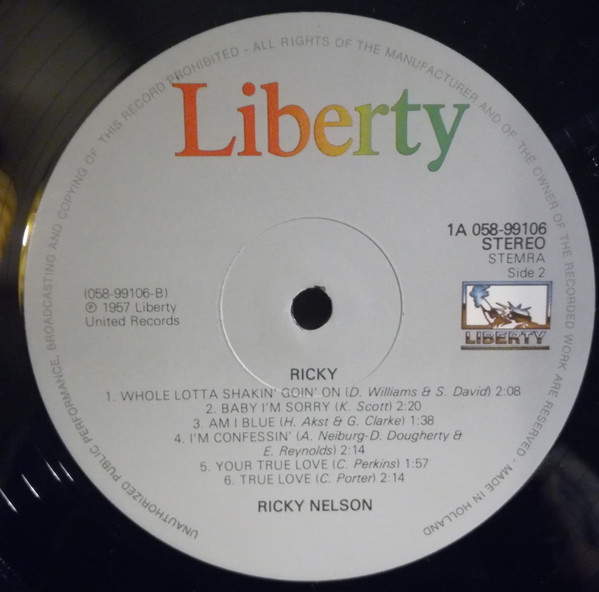 UNAUTHORIZED PUBLIC PERFORMANCE, BROADCASTING AND COPYING OF THIS RECORD PROHIBITED - ALL RIGHTS OF THE MANUFACTURER AND OF THE OWNER OF THE RECORDED WORK ARE RESERVED - MADE IN HOLLAND
Liberty
1A 058-99106
STEREO
STEMRA
Side 2
(058-99106-B)
℗ 1957 Liberty
United Records
LIBERTY
RICKY
1. WHOLE LOTTA SHAKIN' GOIN' ON (D. Williams & S. David) 2:08
2. BABY I'M SORRY (K. Scott) 2:20
3. AM I BLUE (H. Akst & G. Clarke) 1:38
4. I'M CONFESSIN' (A. Neiburg-D. Dougherty &
E. Reynolds) 2:14
5. YOUR TRUE LOVE (C. Perkins) 1:57
6. TRUE LOVE (C. Porter) 2:14
RICKY NELSON